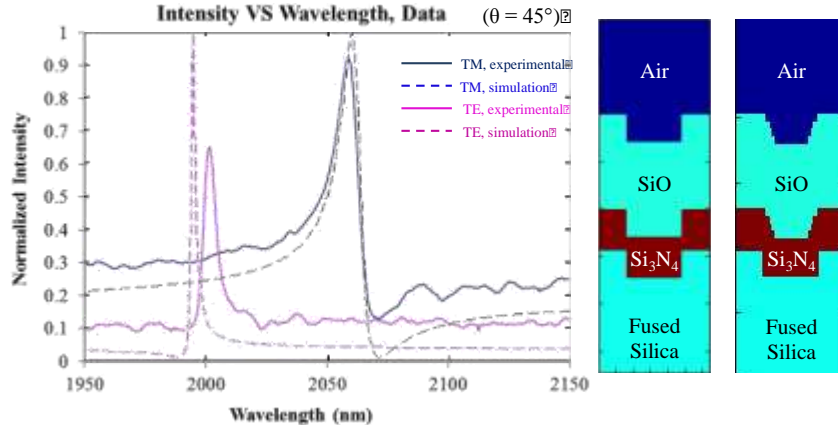 Intensity VS Wavelength, Data (θ = 45°)
TM, experimental
TM, simulation
TE, experimental
TE, simulation
Normalized Intensity
1
0.9
0.8
0.7
0.6
0.5
0.4
0.3
0.2
0.1
0
1950 2000 2050 2100 2150
Wavelength (nm)
Air
SiO
Si₃N₄
Fused
Silica
Air
SiO
Si₃N₄
Fused
Silica